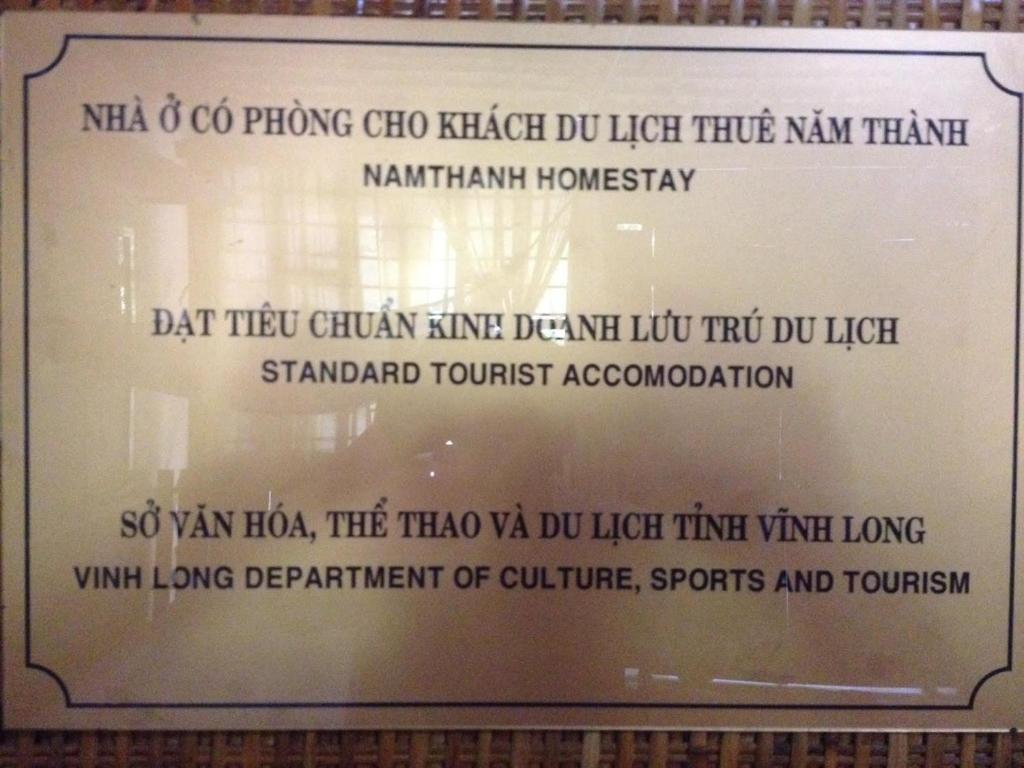 NHÀ Ở CÓ PHÒNG CHO KHÁCH DU LỊCH THUÊ NĂM THÀNH
NAMTHANH HOMESTAY
ĐẠT TIÊU CHUẨN KINH DOANH LƯU TRÚ DU LỊCH
STANDARD TOURIST ACCOMODATION
SỞ VĂN HÓA, THỂ THAO VÀ DU LỊCH TỈNH VĨNH LONG
VINH LONG DEPARTMENT OF CULTURE, SPORTS AND TOURISM